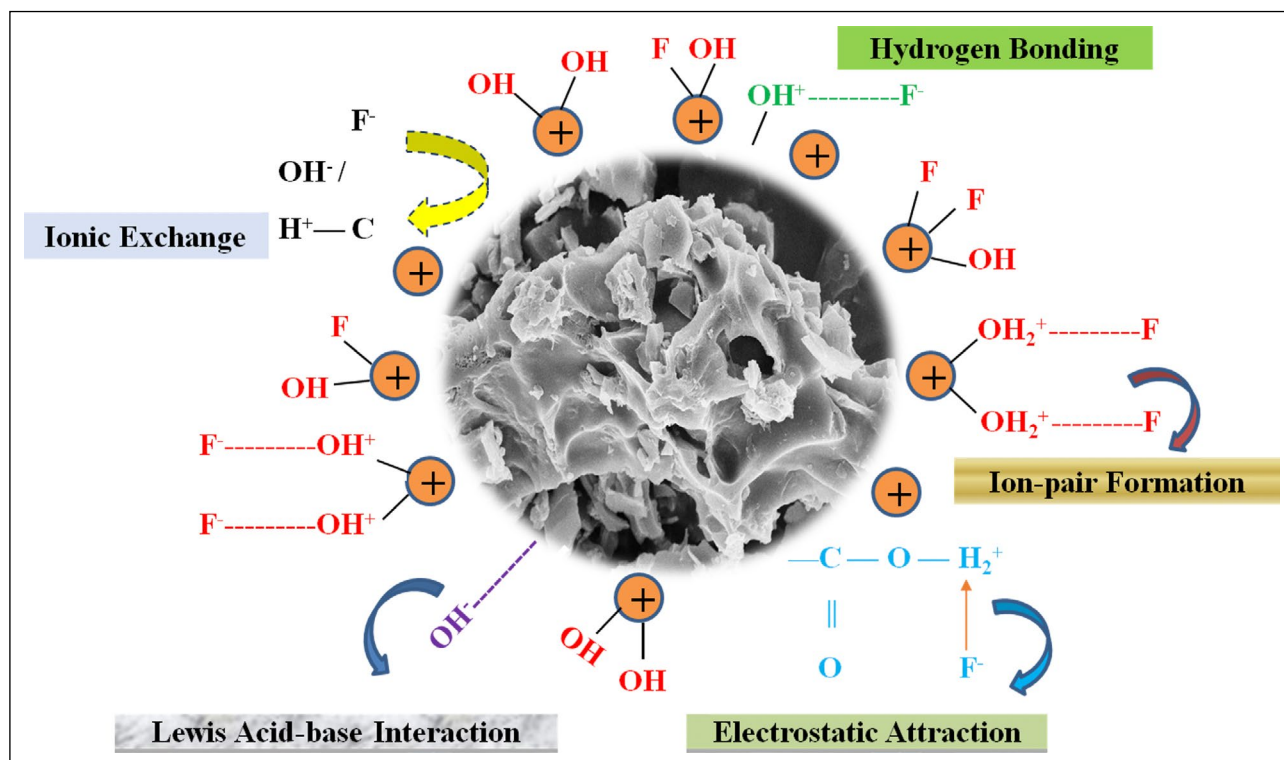 Hydrogen Bonding
F OH
+
OH⁺----------F⁻
+
OH OH
+
F⁻
OH⁻ /
H⁺— C
Ionic Exchange
+
F
F
+
OH
F
OH
+
OH₂⁺----------F
+
OH₂⁺----------F
Ion-pair Formation
F⁻---------OH⁺
+
F⁻---------OH⁺
+
—C — O — H₂⁺
||
O F⁻
OH⁻--------
+
OH
OH
Lewis Acid-base Interaction
Electrostatic Attraction